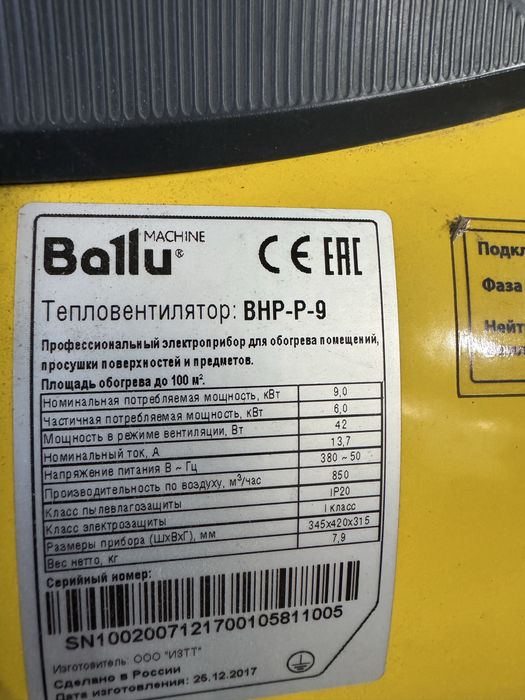 Ballu MACHINE ® CE EAC
Тепловентилятор: BHP-P-9
Профессиональный электроприбор для обогрева помещений,
просушки поверхностей и предметов.
Площадь обогрева до 100 м².
Номинальная потребляемая мощность, кВт 9,0
Частичная потребляемая мощность, кВт 6,0
Мощность в режиме вентиляции, Вт 42
Номинальный ток, А 13,7
Напряжение питания В ~ Гц 380 ~ 50
Производительность по воздуху, м³/час 850
Класс пылевлагозащиты IP20
Класс электрозащиты I класс
Размеры прибора (ШхВхГ), мм 345x420x315
Вес нетто, кг 7,9
Серийный номер:
SN1002007121700105811005
Изготовитель: ООО "ИЗТТ"
Сделано в России
Дата изготовления: 25.12.2017
Подкл
Фаза
Нейт